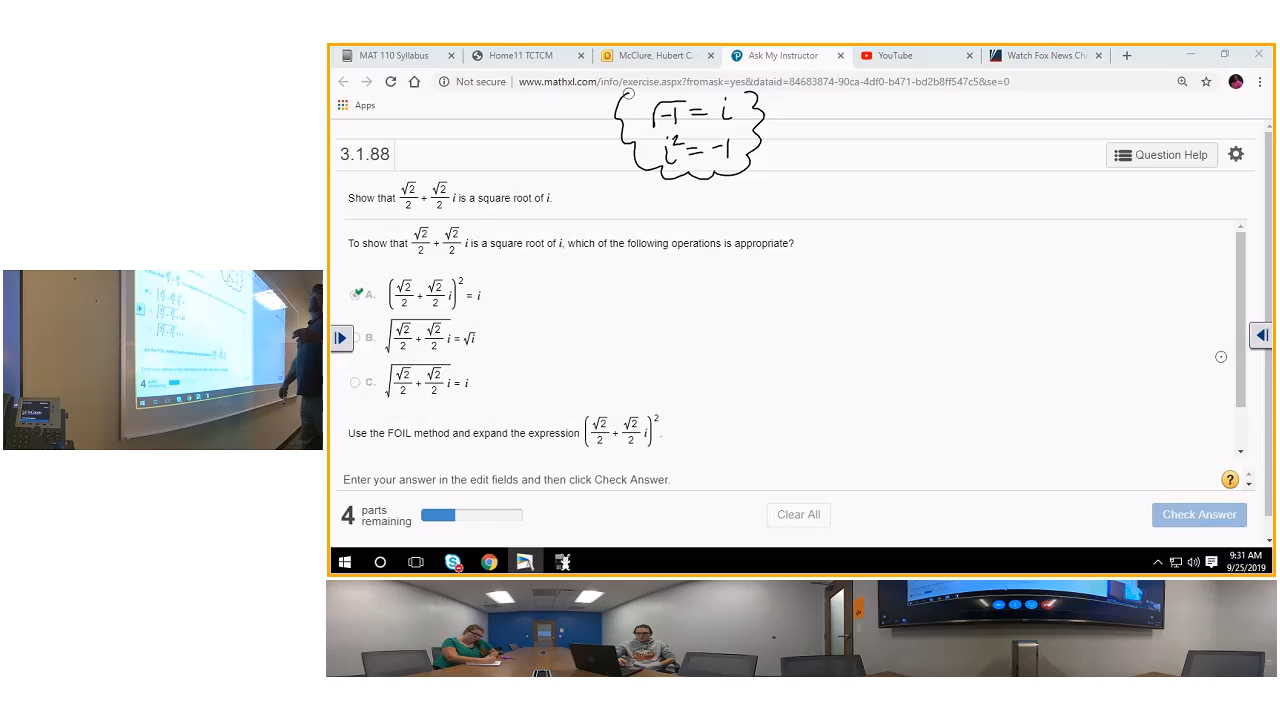 MAT 110 Syllabus
Home11 TCTCM
McClure, Hubert C. -
Ask My Instructor
YouTube
Watch Fox News Ch
Not secure | www.mathxl.com/info/exercise.aspx?fromask=yes&dataid=84683874-90ca-4df0-b471-bd2b8ff547c5&se=0
Apps
√-1 = i
i² = -1
3.1.88
Question Help
Show that √2/2 + √2/2 i is a square root of i.
To show that √2/2 + √2/2 i is a square root of i, which of the following operations is appropriate?
A. (√2/2 + √2/2 i)² = i
B. √(√2/2 + √2/2 i) = √i
C. √(√2/2 + √2/2 i) = i
Use the FOIL method and expand the expression (√2/2 + √2/2 i)².
Enter your answer in the edit fields and then click Check Answer.
?
4 parts remaining
Clear All
Check Answer
9:31 AM
9/25/2019